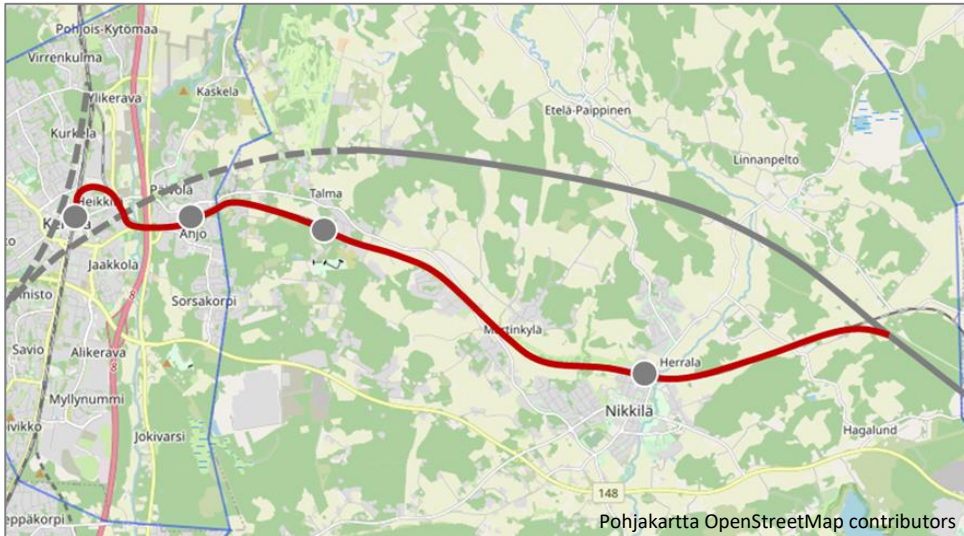 Pohjois-Kytömaa
Virrenkulma
Kaskela
Ylikerava
Kurkela
Etelä-Paippinen
Linnanpelto
Päivölä
Talma
Ahjo
Jaakkola
Sorsakorpi
Martinkylä
Savio
Alikerava
Herrala
Myllynummi
Nikkilä
Jokivarsi
Hagalund
148
Pohjakartta OpenStreetMap contributors